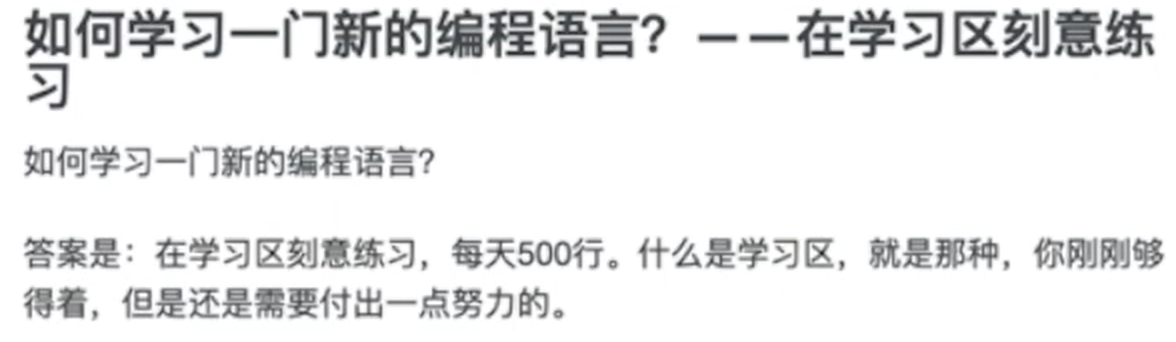 如何学习一门新的编程语言？——在学习区刻意练
习
如何学习一门新的编程语言？
答案是：在学习区刻意练习，每天500行。什么是学习区，就是那种，你刚刚够
得着，但是还是需要付出一点努力的。